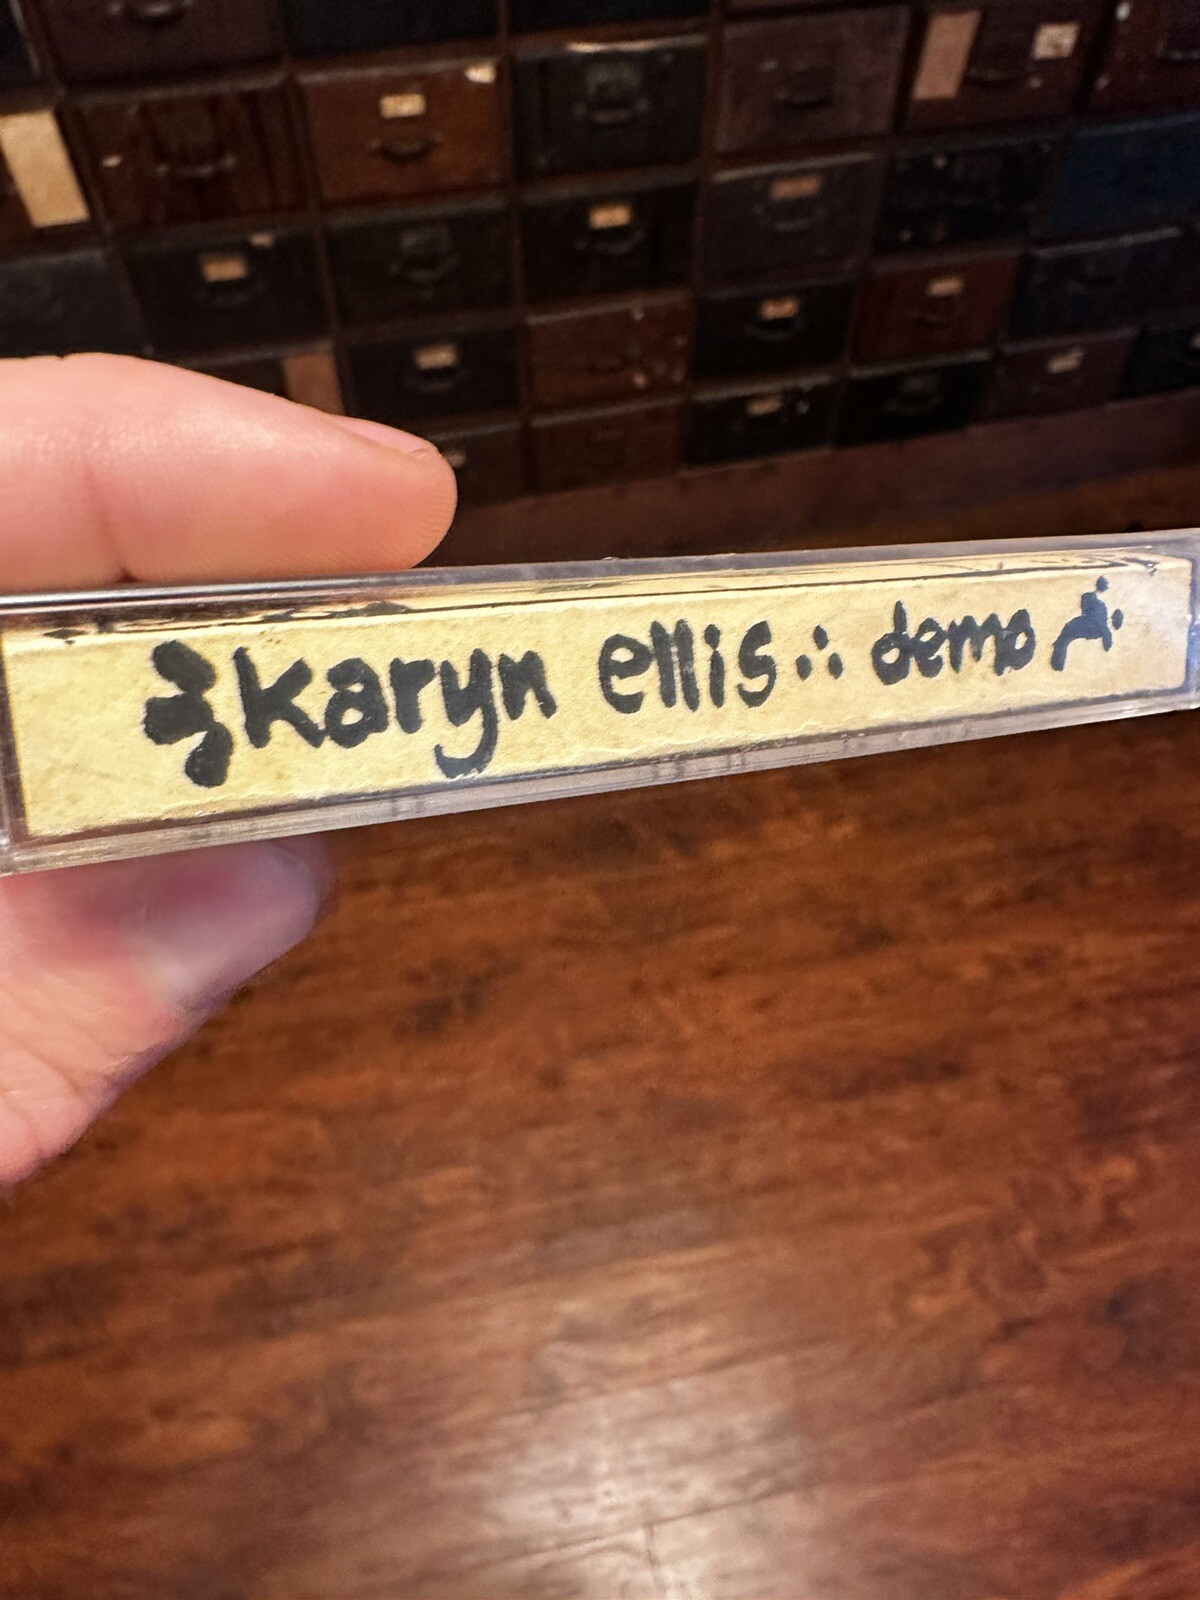 karyn ellis ∴ demo